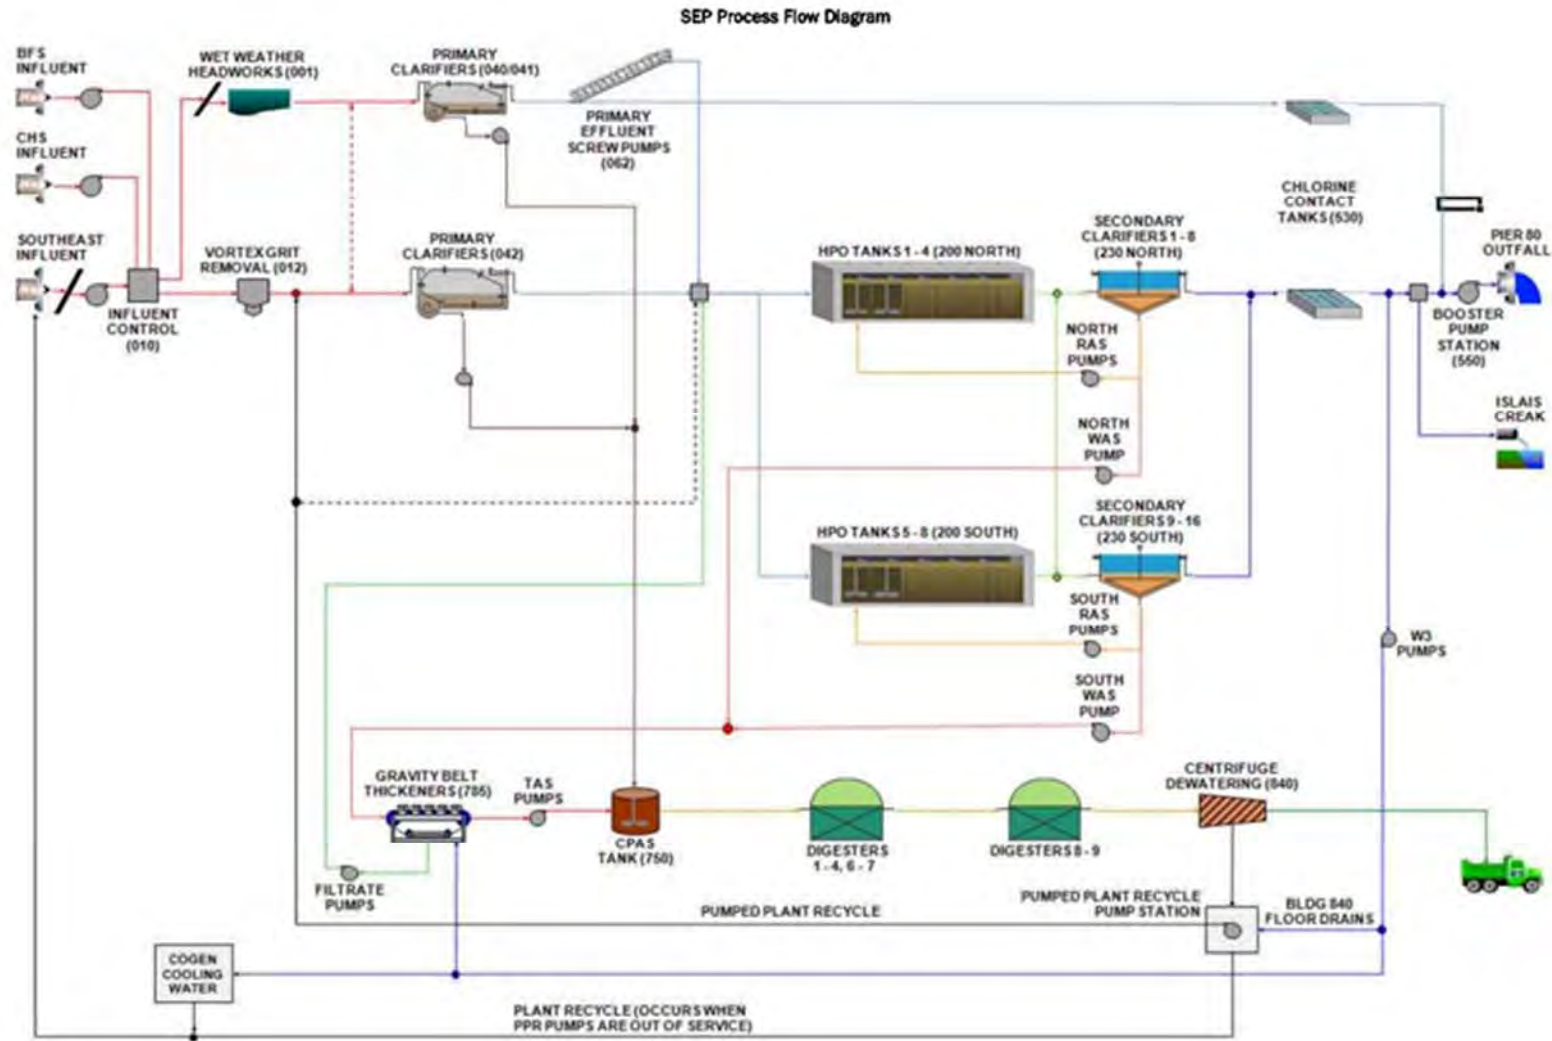 SEP Process Flow Diagram
BFS
INFLUENT
WET WEATHER
HEADWORKS (001)
PRIMARY
CLARIFIERS (040/041)
PRIMARY
EFFLUENT
SCREW PUMPS
(062)
CHS
INFLUENT
CHLORINE
CONTACT
TANKS (530)
SOUTHEAST
INFLUENT
VORTEX GRIT
REMOVAL (012)
PRIMARY
CLARIFIERS (042)
HPO TANKS 1 - 4 (200 NORTH)
SECONDARY
CLARIFIERS 1 - 8
(230 NORTH)
PIER 80
OUTFALL
INFLUENT
CONTROL
(010)
BOOSTER
PUMP
STATION
(550)
NORTH
RAS
PUMPS
ISLAIS
CREAK
NORTH
WAS
PUMP
HPO TANKS 5 - 8 (200 SOUTH)
SECONDARY
CLARIFIERS 9 - 16
(230 SOUTH)
SOUTH
RAS
PUMPS
W3
PUMPS
SOUTH
WAS
PUMP
GRAVITY BELT
THICKENERS (785)
TAS
PUMPS
CENTRIFUGE
DEWATERING (840)
CPAS
TANK (750)
DIGESTERS
1 - 4, 6 - 7
DIGESTERS 8 - 9
FILTRATE
PUMPS
PUMPED PLANT RECYCLE
PUMPED PLANT RECYCLE
PUMP STATION
BLDG 840
FLOOR DRAINS
COGEN
COOLING
WATER
PLANT RECYCLE (OCCURS WHEN
PPR PUMPS ARE OUT OF SERVICE)